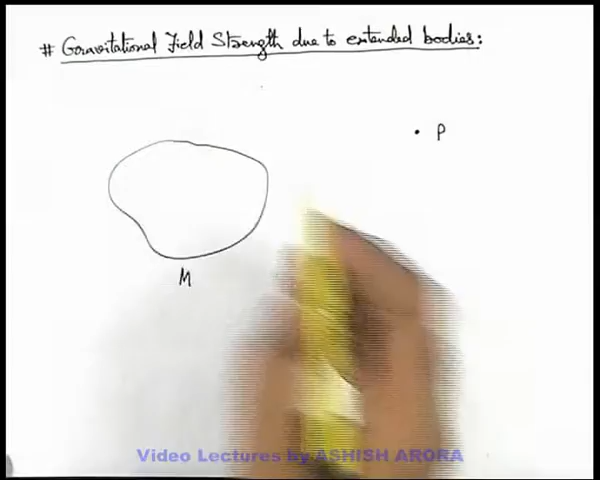 # Gravitational Field Strength due to extended bodies:
• P
M
Video Lectures by ASHISH ARORA